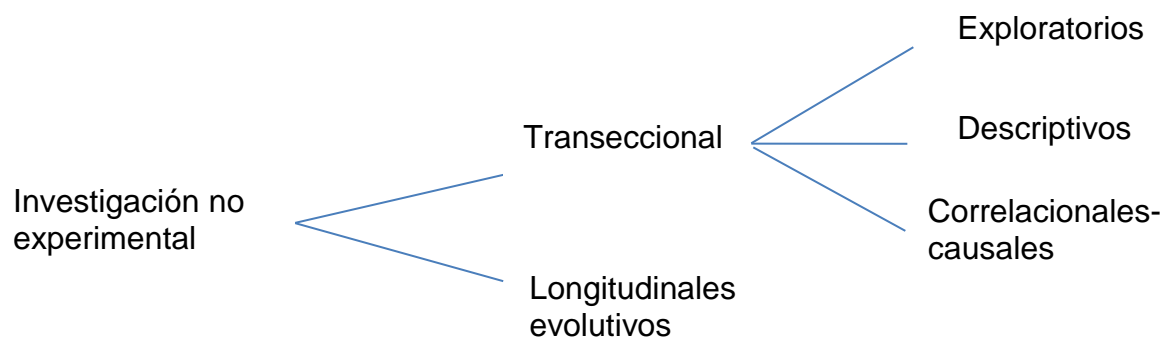 Investigación no
experimental
Transeccional
Longitudinales
evolutivos
Exploratorios
Descriptivos
Correlacionales-
causales